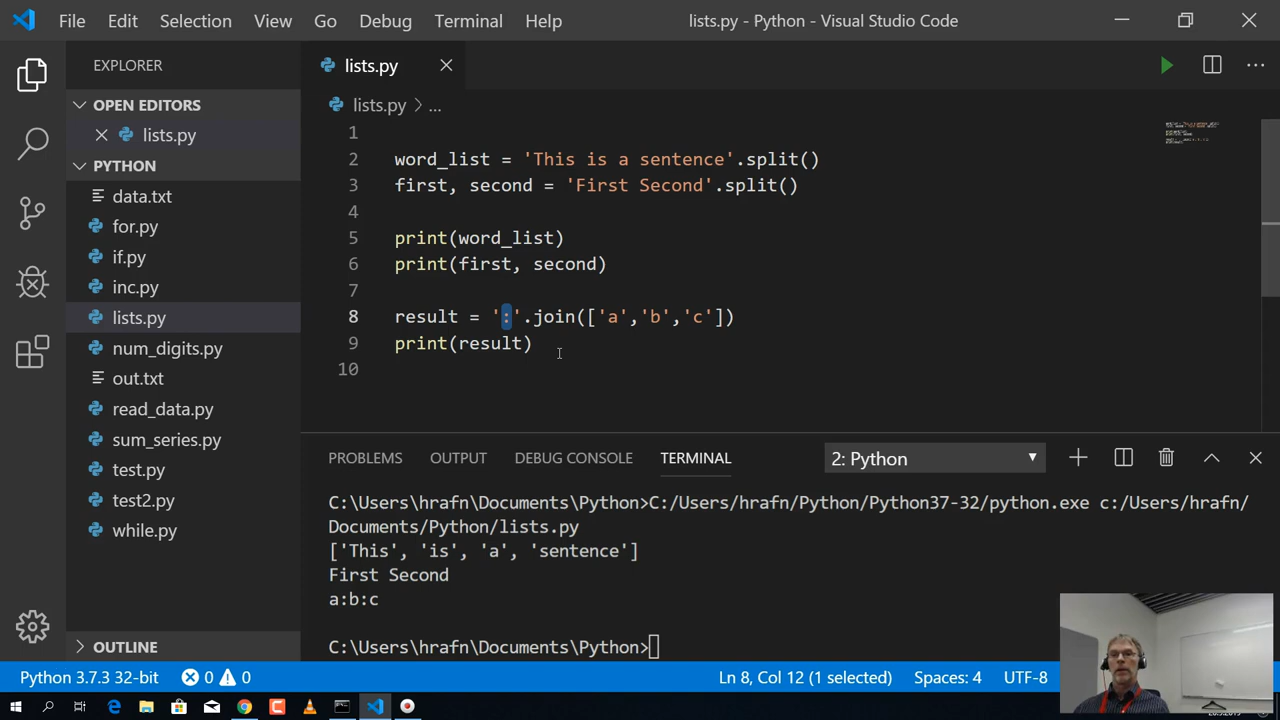 File Edit Selection View Go Debug Terminal Help lists.py - Python - Visual Studio Code
EXPLORER
OPEN EDITORS
lists.py
PYTHON
data.txt
for.py
if.py
inc.py
lists.py
num_digits.py
out.txt
read_data.py
sum_series.py
test.py
test2.py
while.py
OUTLINE
lists.py
lists.py > ...
1
2 word_list = 'This is a sentence'.split()
3 first, second = 'First Second'.split()
4
5 print(word_list)
6 print(first, second)
7
8 result = ':'.join(['a','b','c'])
9 print(result)
10
PROBLEMS OUTPUT DEBUG CONSOLE TERMINAL 2: Python
C:\Users\hrafn\Documents\Python>C:/Users/hrafn/Python/Python37-32/python.exe c:/Users/hrafn/
Documents/Python/lists.py
['This', 'is', 'a', 'sentence']
First Second
a:b:c
C:\Users\hrafn\Documents\Python>
Python 3.7.3 32-bit 0 0 Ln 8, Col 12 (1 selected) Spaces: 4 UTF-8